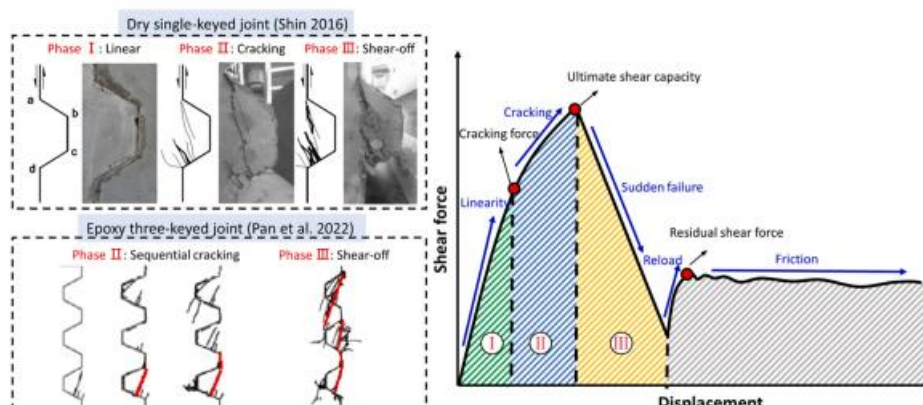 Dry single-keyed joint (Shin 2016)
Phase I : Linear
Phase II : Cracking
Phase III : Shear-off
a
b
c
d
Epoxy three-keyed joint (Pan et al. 2022)
Phase II : Sequential cracking
Phase III : Shear-off
Shear force
Ultimate shear capacity
Cracking
Cracking force
Linearity
Sudden failure
Residual shear force
Reload
Friction
I
II
III
Displacement